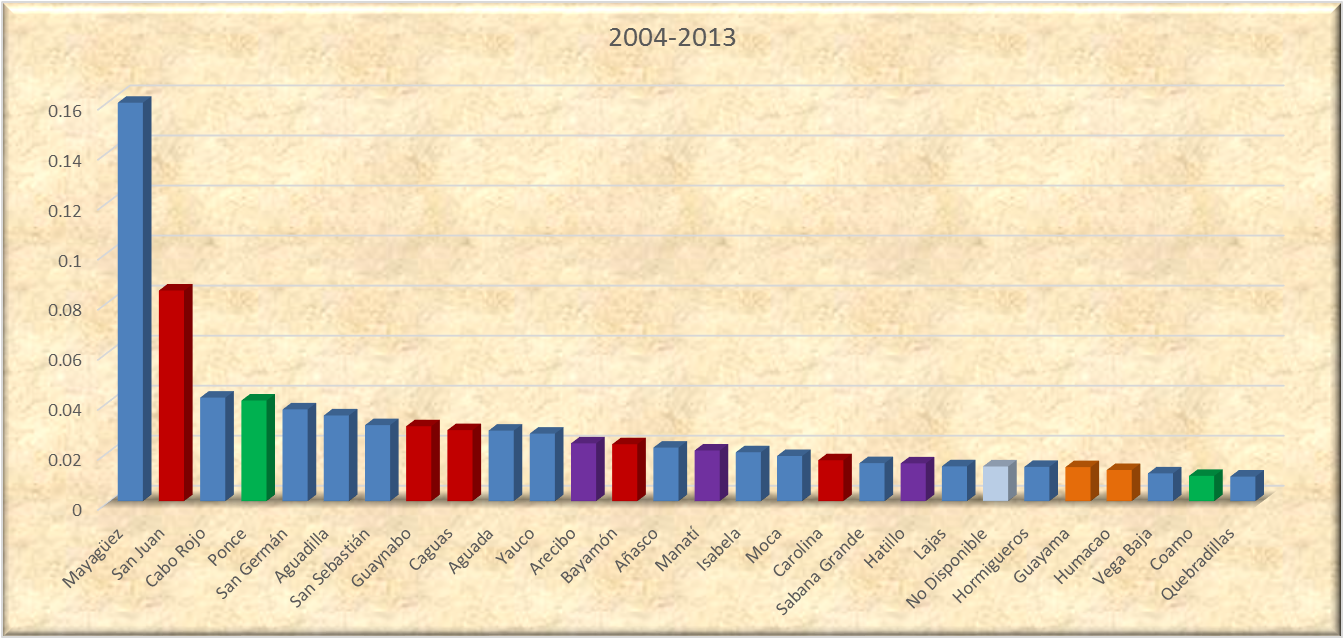 2004-2013
0.16
0.14
0.12
0.1
0.08
0.06
0.04
0.02
0
Mayagüez
San Juan
Cabo Rojo
Ponce
San Germán
Aguadilla
San Sebastián
Guaynabo
Caguas
Aguada
Yauco
Arecibo
Bayamón
Añasco
Manatí
Isabela
Moca
Carolina
Sabana Grande
Hatillo
Lajas
No Disponible
Hormigueros
Guayama
Humacao
Vega Baja
Coamo
Quebradillas